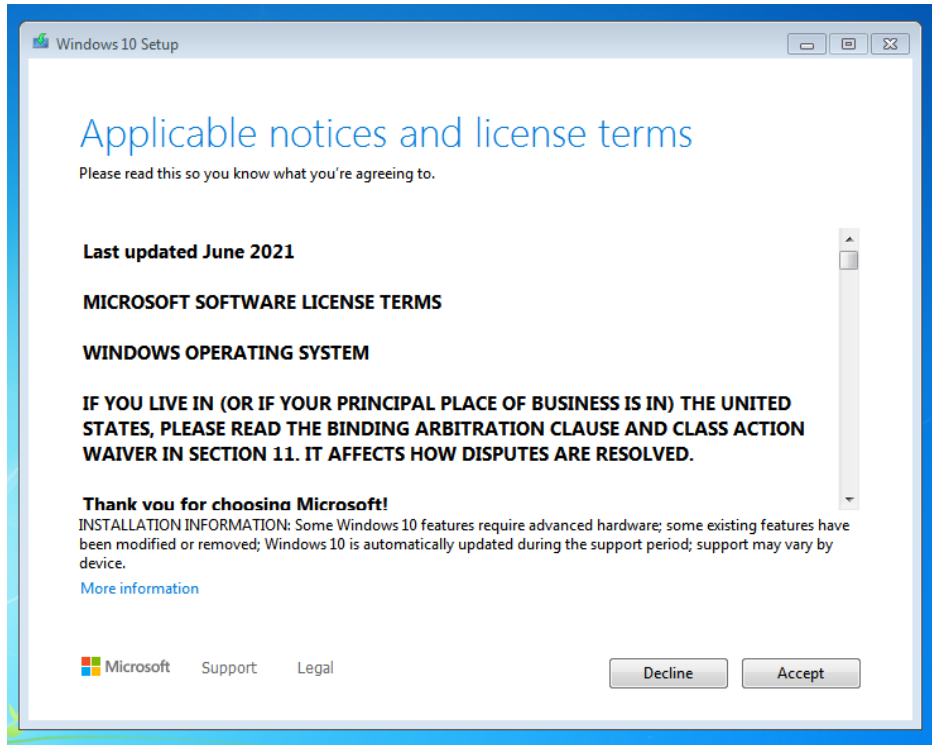 Windows 10 Setup
Applicable notices and license terms
Please read this so you know what you're agreeing to.
Last updated June 2021
MICROSOFT SOFTWARE LICENSE TERMS
WINDOWS OPERATING SYSTEM
IF YOU LIVE IN (OR IF YOUR PRINCIPAL PLACE OF BUSINESS IS IN) THE UNITED
STATES, PLEASE READ THE BINDING ARBITRATION CLAUSE AND CLASS ACTION
WAIVER IN SECTION 11. IT AFFECTS HOW DISPUTES ARE RESOLVED.
Thank you for choosing Microsoft!
INSTALLATION INFORMATION: Some Windows 10 features require advanced hardware; some existing features have
been modified or removed; Windows 10 is automatically updated during the support period; support may vary by
device.
More information
Microsoft Support Legal Decline Accept